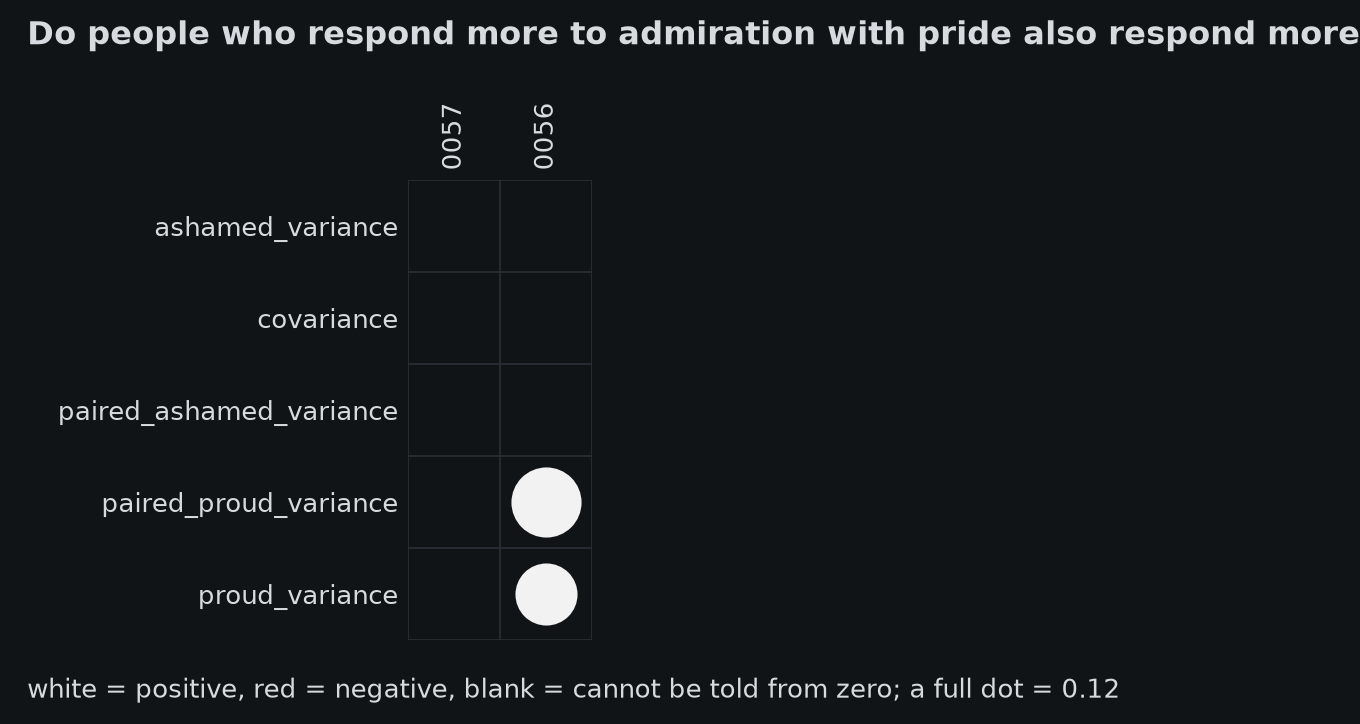 Do people who respond more to admiration with pride also respond more
0057
0056
ashamed_variance
covariance
paired_ashamed_variance
paired_proud_variance
proud_variance
white = positive, red = negative, blank = cannot be told from zero; a full dot = 0.12